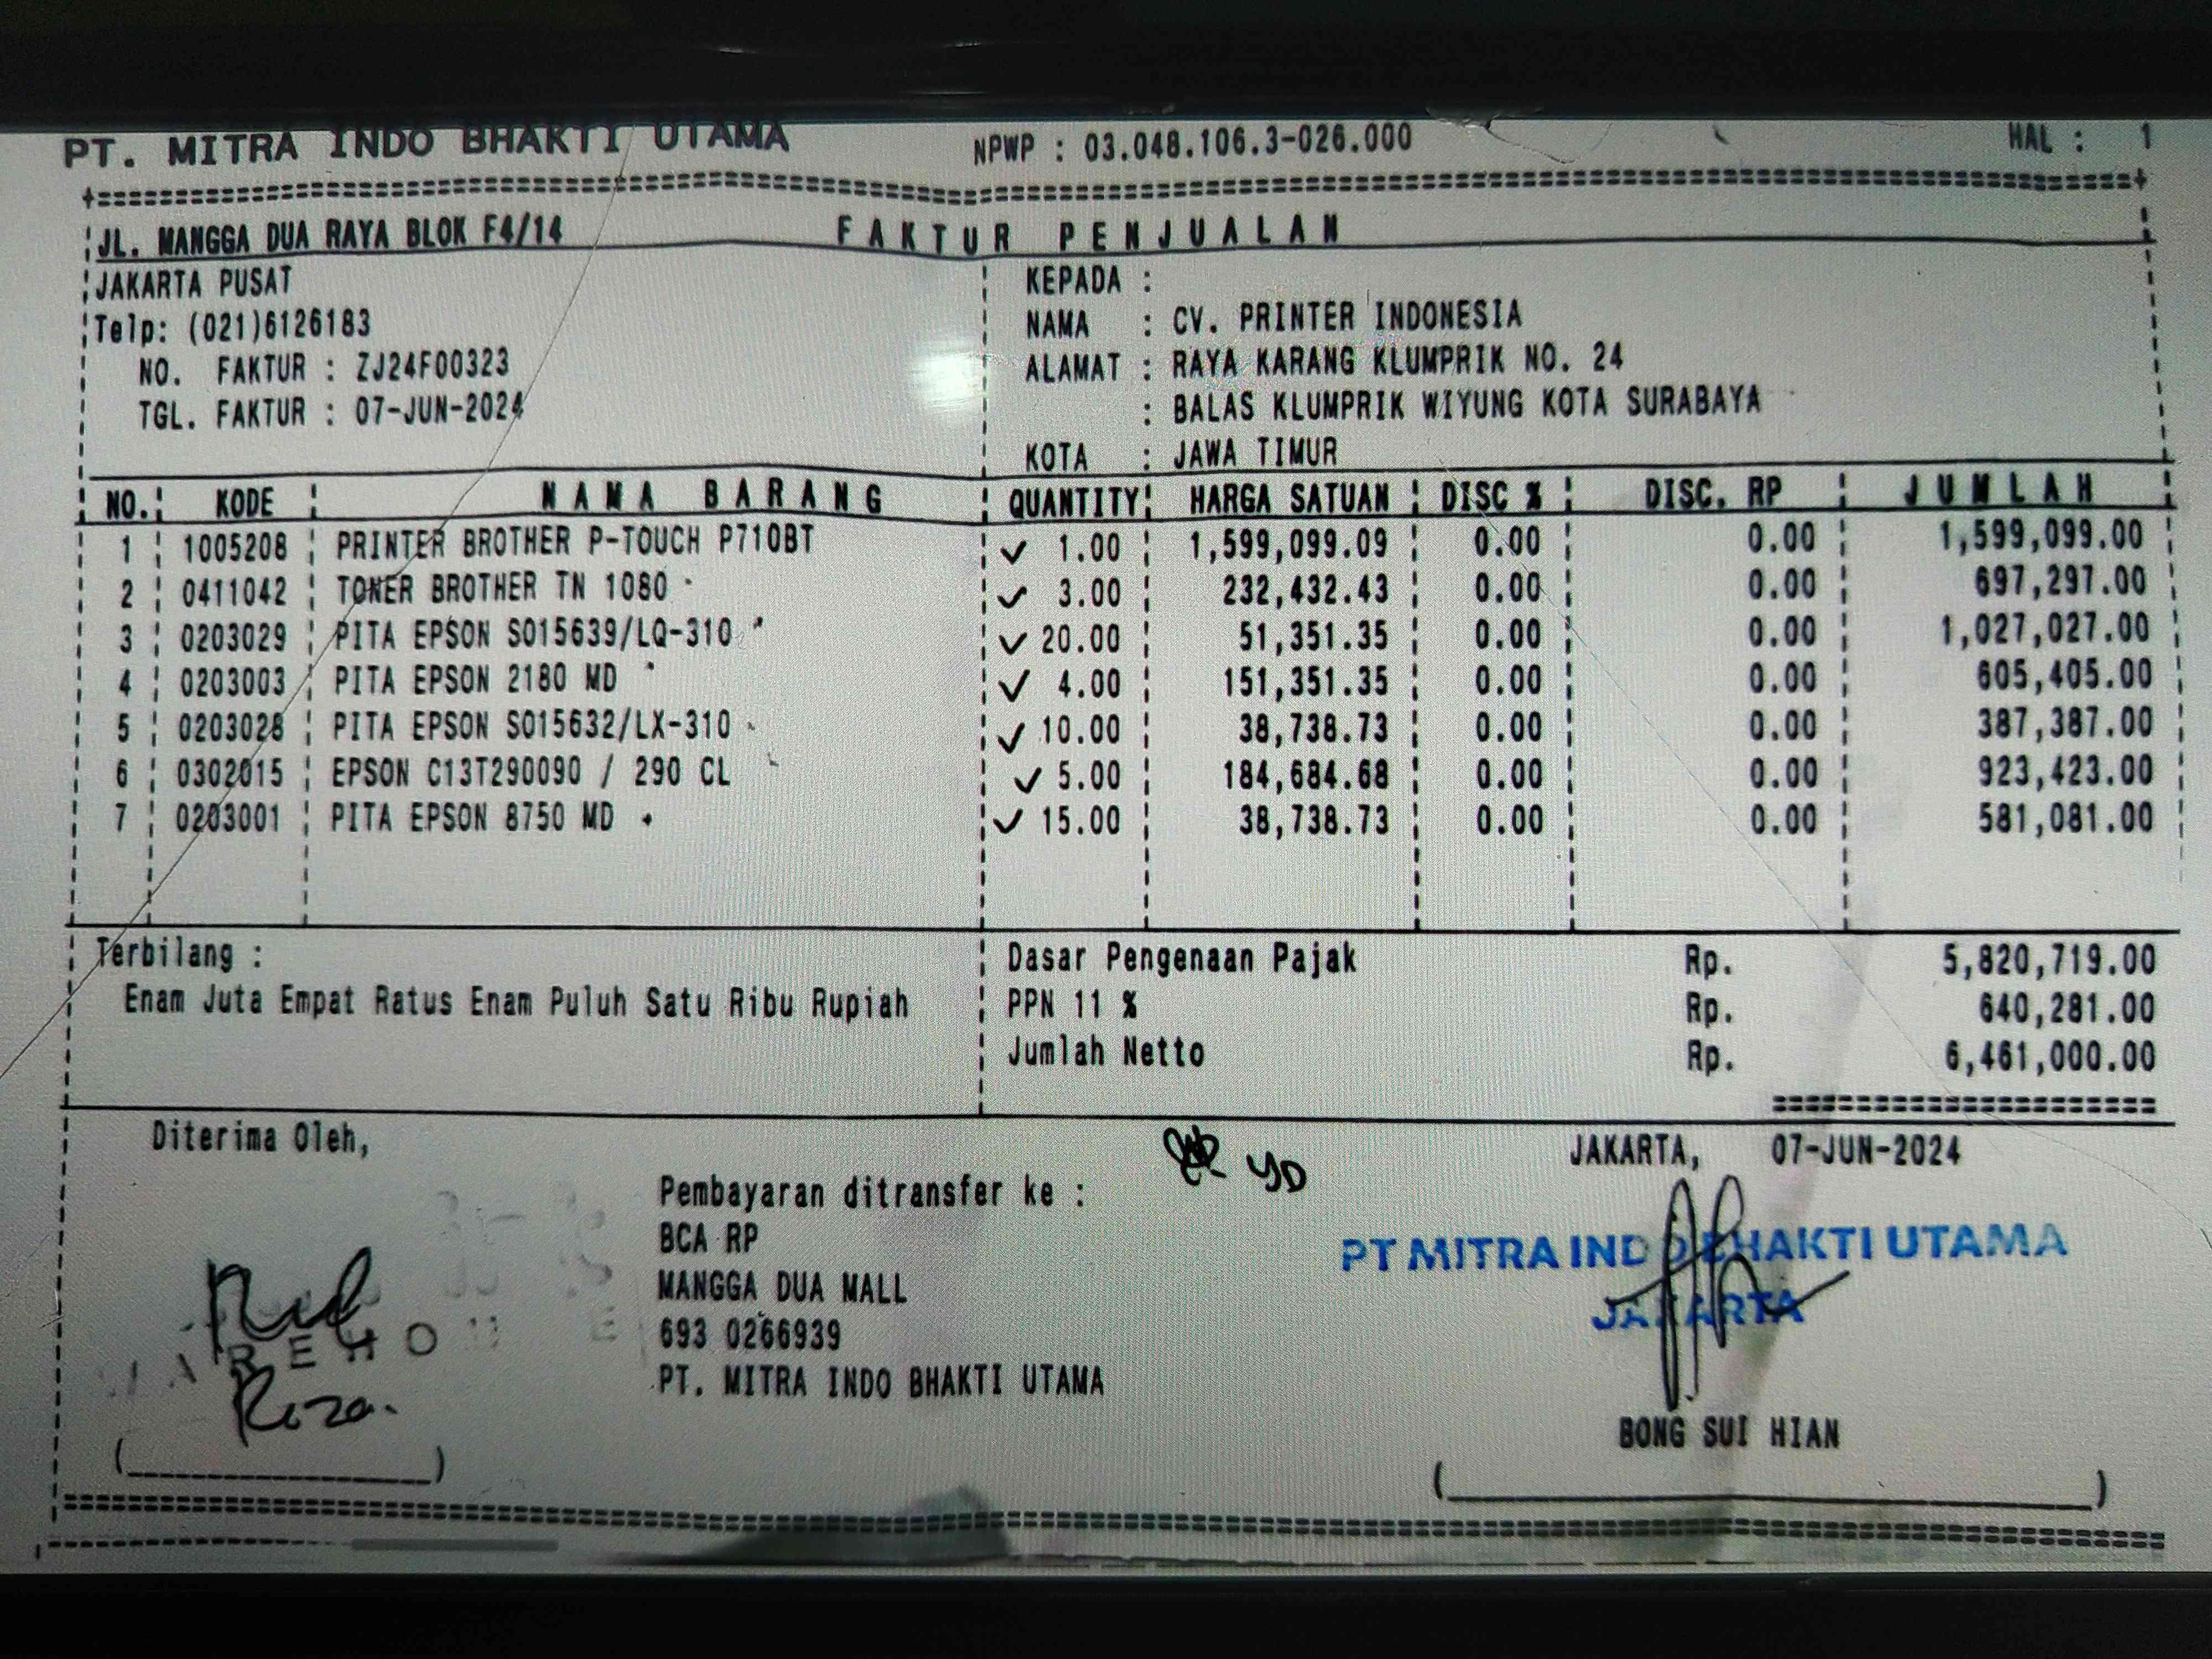 PT. MITRA INDO BHAKTI UTAMA NPWP : 03.048.106.3-026.000 HAL : 1
JL. MANGGA DUA RAYA BLOK F4/14 FAKTUR PENJUALAN
JAKARTA PUSAT KEPADA :
Telp: (021)6126183 NAMA : CV. PRINTER INDONESIA
NO. FAKTUR : ZJ24F00323 ALAMAT : RAYA KARANG KLUMPRIK NO. 24
TGL. FAKTUR : 07-JUN-2024 : BALAS KLUMPRIK WIYUNG KOTA SURABAYA
KOTA : JAWA TIMUR
NO. KODE NAMA BARANG QUANTITY HARGA SATUAN DISC % DISC. RP JUMLAH
1 1005208 PRINTER BROTHER P-TOUCH P710BT ✓ 1.00 1,599,099.09 0.00 0.00 1,599,099.00
2 0411042 TONER BROTHER TN 1080 ✓ 3.00 232,432.43 0.00 0.00 697,297.00
3 0203029 PITA EPSON S015639/LQ-310 ✓ 20.00 51,351.35 0.00 0.00 1,027,027.00
4 0203003 PITA EPSON 2180 MD ✓ 4.00 151,351.35 0.00 0.00 605,405.00
5 0203028 PITA EPSON S015632/LX-310 ✓ 10.00 38,738.73 0.00 0.00 387,387.00
6 0302015 EPSON C13T290090 / 290 CL ✓ 5.00 184,684.68 0.00 0.00 923,423.00
7 0203001 PITA EPSON 8750 MD ✓ 15.00 38,738.73 0.00 0.00 581,081.00
Terbilang : Dasar Pengenaan Pajak Rp. 5,820,719.00
Enam Juta Empat Ratus Enam Puluh Satu Ribu Rupiah PPN 11 % Rp. 640,281.00
Jumlah Netto Rp. 6,461,000.00
Diterima Oleh, JAKARTA, 07-JUN-2024
Pembayaran ditransfer ke :
BCA RP
PT MITRA INDO BHAKTI UTAMA
MANGGA DUA MALL
JAKARTA
693 0266939
PT. MITRA INDO BHAKTI UTAMA
Riza.
BONG SUI HIAN